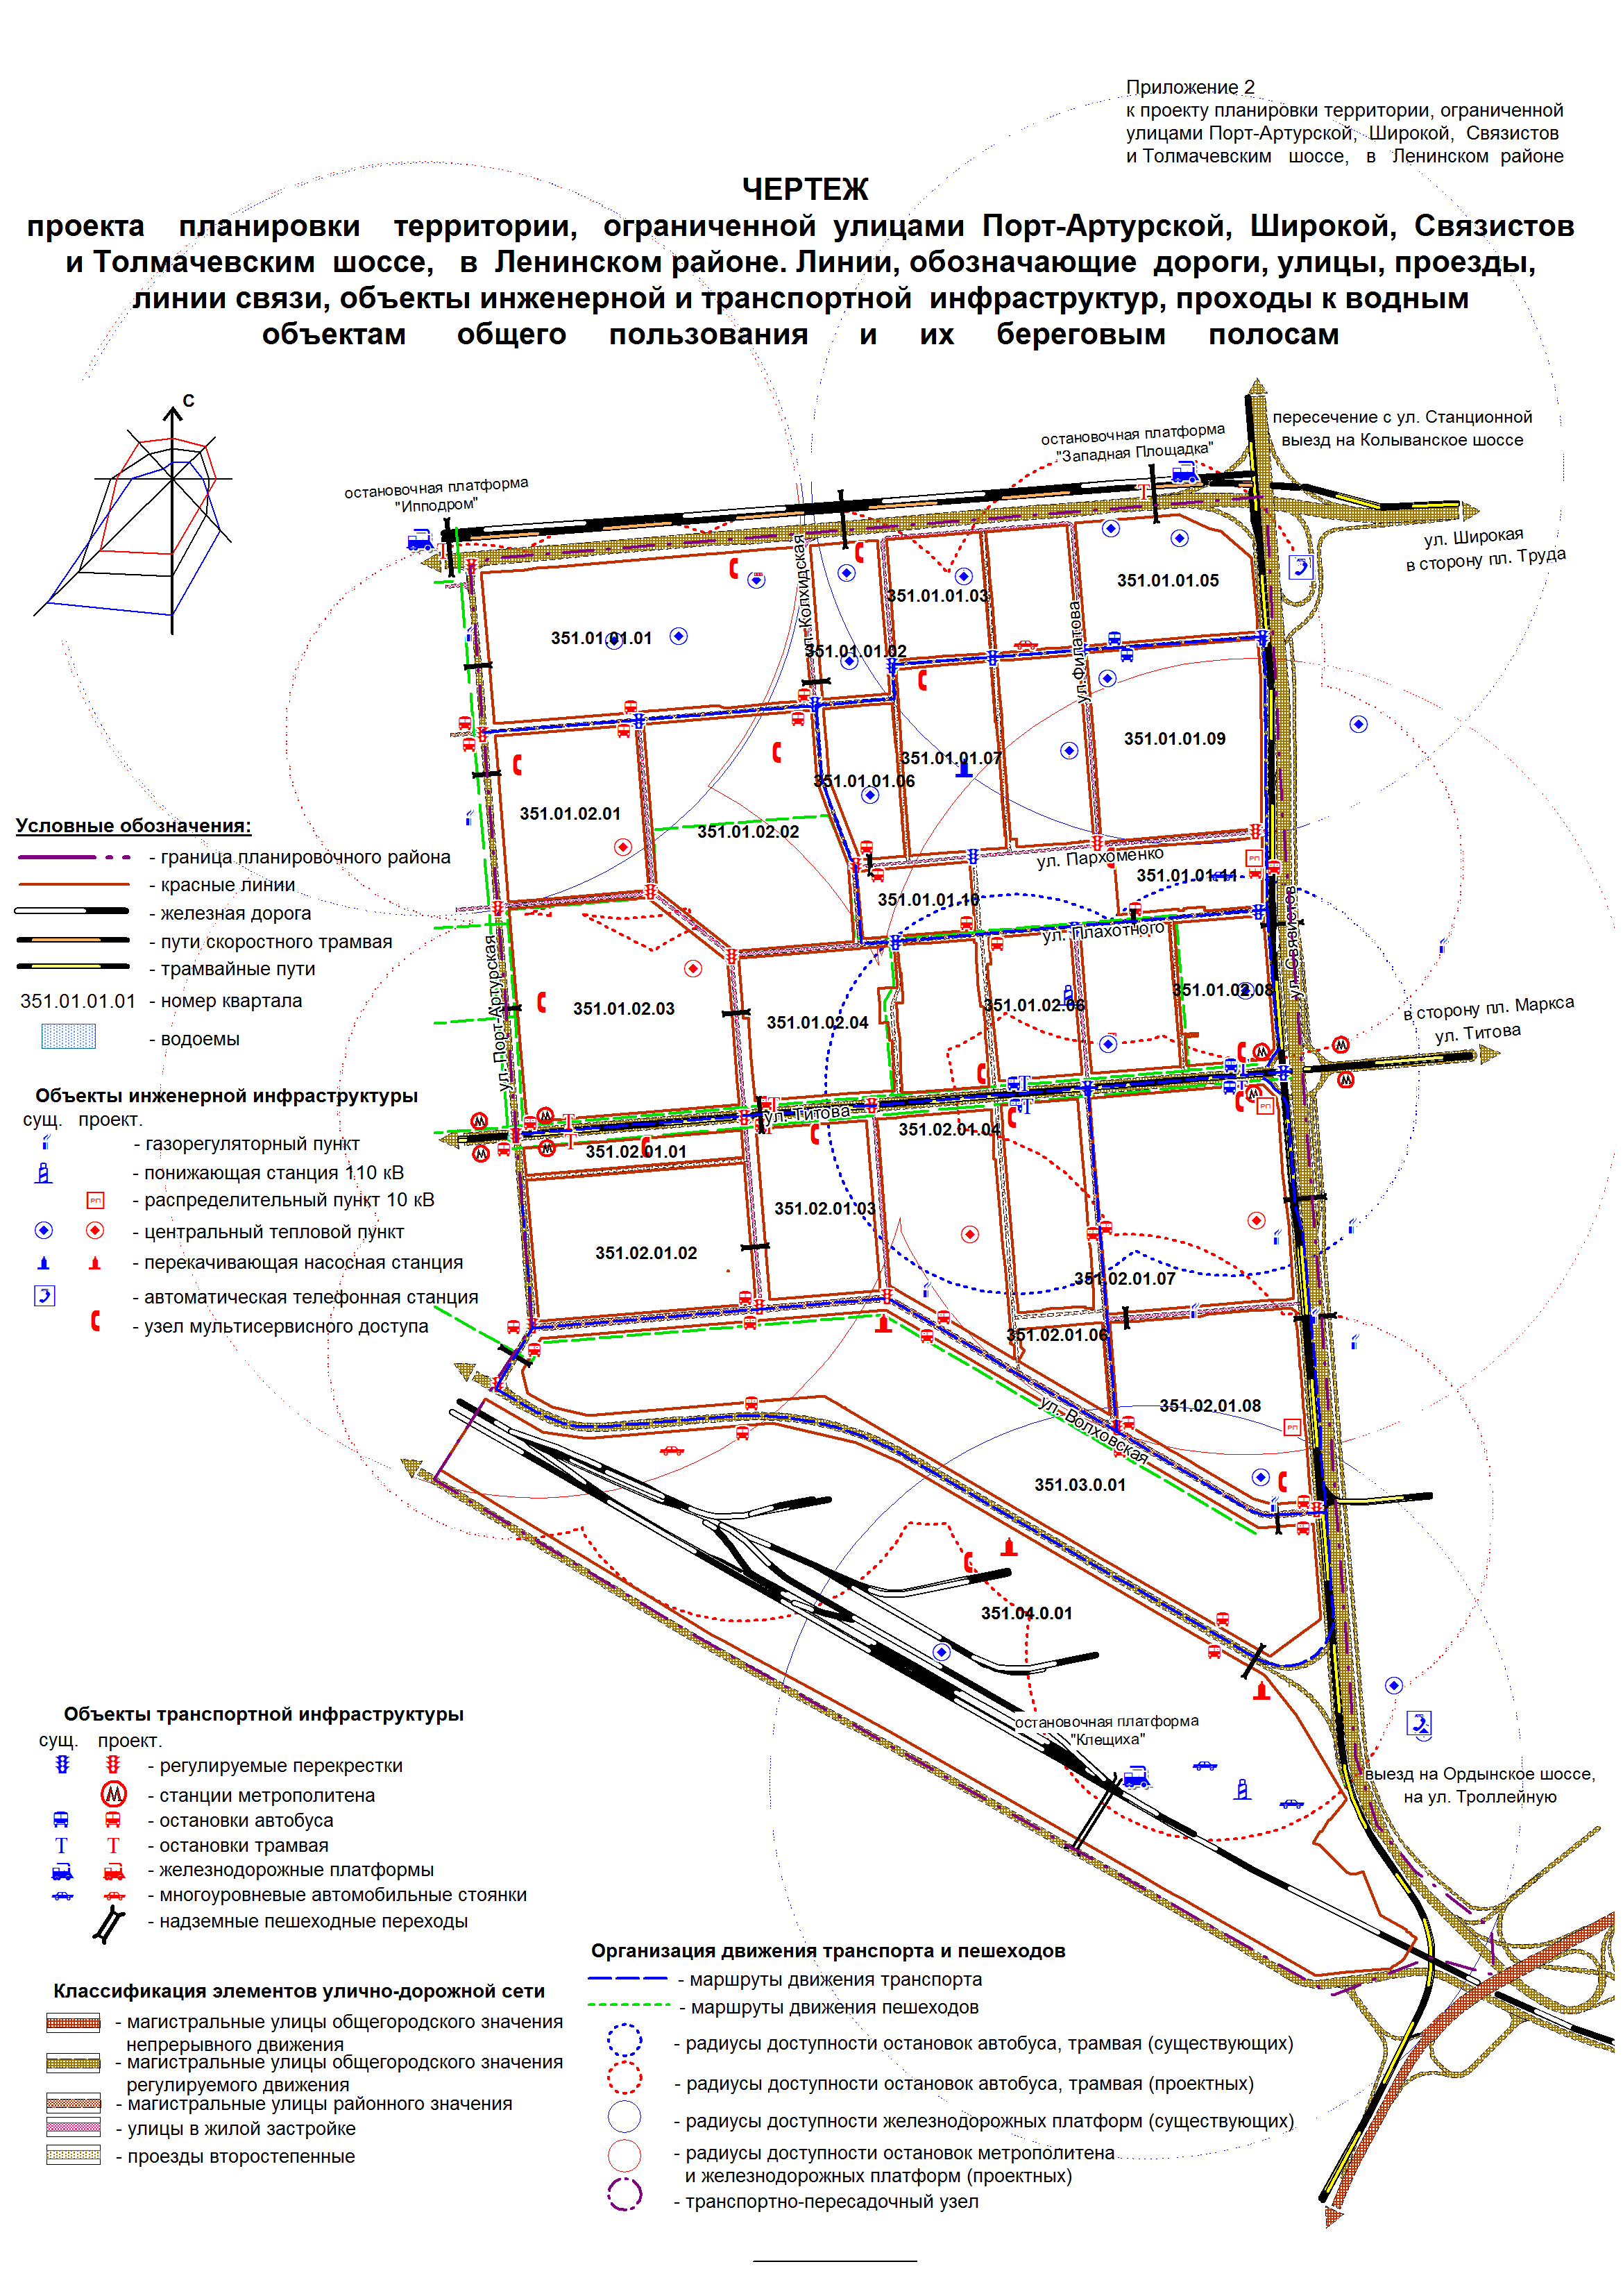 Приложение 2
к проекту планировки территории, ограниченной
улицами Порт-Артурской, Широкой, Связистов
и Толмачевским шоссе, в Ленинском районе
ЧЕРТЕЖ
проекта планировки территории, ограниченной улицами Порт-Артурской, Широкой, Связистов
и Толмачевским шоссе, в Ленинском районе. Линии, обозначающие дороги, улицы, проезды,
линии связи, объекты инженерной и транспортной инфраструктур, проходы к водным
объектам общего пользования и их береговым полосам
С
пересечение с ул. Станционной
выезд на Колыванское шоссе
остановочная платформа
"Западная Площадка"
остановочная платформа
"Ипподром"
ул. Широкая
в сторону пл. Труда
351.01.01.01
351.01.01.02
351.01.01.03
351.01.01.05
351.01.01.06
351.01.01.07
351.01.01.09
351.01.02.01
351.01.02.02
ул. Пархоменко
351.01.01.10
351.01.01.11
ул. Плахотного
ул.Филатова
ул. Порт-Артурская
351.01.02.03
351.01.02.04
351.01.02.06
351.01.02.08
в сторону пл. Маркса
ул. Титова
ул. Титова
351.02.01.01
351.02.01.04
351.02.01.03
351.02.01.02
351.02.01.07
351.02.01.06
351.02.01.08
ул. Волховская
351.03.0.01
351.04.0.01
остановочная платформа
"Клещиха"
выезд на Ордынское шоссе,
на ул. Троллейную
Условные обозначения:
- граница планировочного района
- красные линии
- железная дорога
- пути скоростного трамвая
- трамвайные пути
351.01.01.01 - номер квартала
- водоемы
Объекты инженерной инфраструктуры
сущ. проект.
- газорегуляторный пункт
- понижающая станция 110 кВ
РП - распределительный пункт 10 кВ
- центральный тепловой пункт
- перекачивающая насосная станция
- автоматическая телефонная станция
- узел мультисервисного доступа
Объекты транспортной инфраструктуры
сущ. проект.
- регулируемые перекрестки
М - станции метрополитена
- остановки автобуса
Т Т - остановки трамвая
- железнодорожные платформы
- многоуровневые автомобильные стоянки
- надземные пешеходные переходы
Классификация элементов улично-дорожной сети
- магистральные улицы общегородского значения
непрерывного движения
- магистральные улицы общегородского значения
регулируемого движения
- магистральные улицы районного значения
- улицы в жилой застройке
- проезды второстепенные
Организация движения транспорта и пешеходов
- маршруты движения транспорта
- маршруты движения пешеходов
- радиусы доступности остановок автобуса, трамвая (существующих)
- радиусы доступности остановок автобуса, трамвая (проектных)
- радиусы доступности железнодорожных платформ (существующих)
- радиусы доступности остановок метрополитена
и железнодорожных платформ (проектных)
- транспортно-пересадочный узел